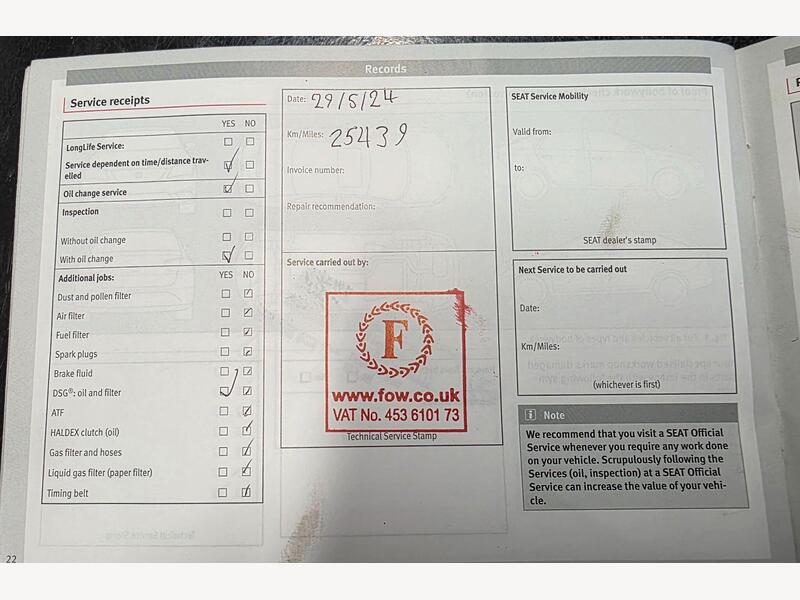 Records
Service receipts
YES NO
LongLife Service:
Service dependent on time/distance trav-
elled
Oil change service
Inspection
Without oil change
With oil change
Additional jobs: YES NO
Dust and pollen filter
Air filter
Fuel filter
Spark plugs
Brake fluid
DSG®: oil and filter
ATF
HALDEX clutch (oil)
Gas filter and hoses
Liquid gas filter (paper filter)
Timing belt
Date: 29/5/24
Km/Miles: 25439
Invoice number:
Repair recommendation:
Service carried out by:
F
www.fow.co.uk
VAT No. 453 6101 73
Technical Service Stamp
SEAT Service Mobility
Valid from:
to:
SEAT dealer's stamp
Next Service to be carried out
Date:
Km/Miles:
(whichever is first)
i Note
We recommend that you visit a SEAT Official
Service whenever you require any work done
on your vehicle. Scrupulously following the
Services (oil, inspection) at a SEAT Official
Service can increase the value of your vehi-
cle.
22